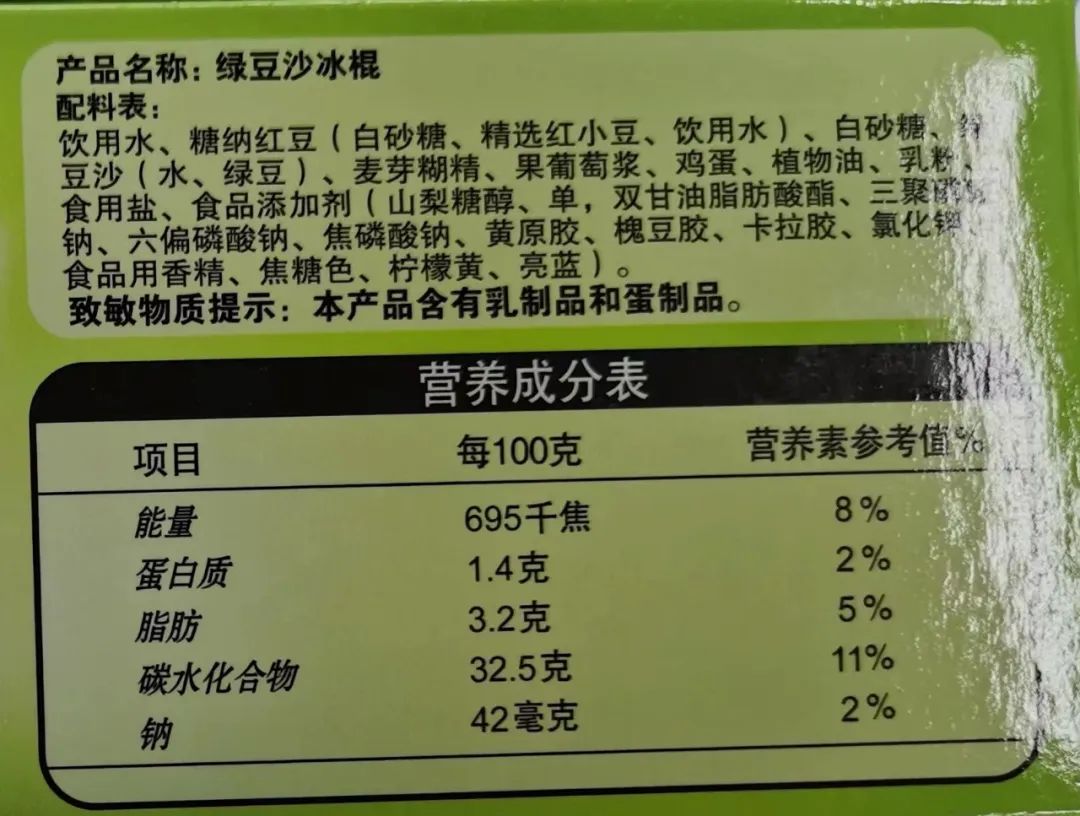 产品名称：绿豆沙冰棍
配料表：
饮用水、糖纳红豆（白砂糖、精选红小豆、饮用水）、白砂糖、绿
豆沙（水、绿豆）、麦芽糊精、果葡萄浆、鸡蛋、植物油、乳粉、
食用盐、食品添加剂（山梨糖醇、单，双甘油脂肪酸酯、三聚
钠、六偏磷酸钠、焦磷酸钠、黄原胶、槐豆胶、卡拉胶、氯化钾、
食品用香精、焦糖色、柠檬黄、亮蓝）。
致敏物质提示：本产品含有乳制品和蛋制品。
营养成分表
项目 每100克 营养素参考值%
能量 695千焦 8%
蛋白质 1.4克 2%
脂肪 3.2克 5%
碳水化合物 32.5克 11%
钠 42毫克 2%